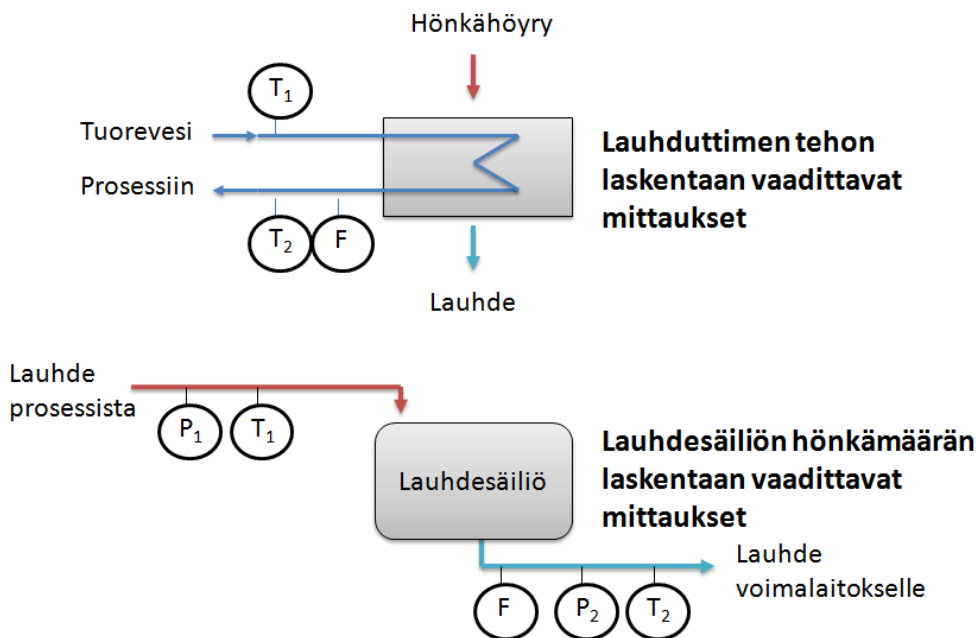 Hönkähöyry
T₁
Tuorevesi
Prosessiin
T₂
F
Lauhduttimen tehon
laskentaan vaadittavat
mittaukset
Lauhde
Lauhde
prosessista
P₁
T₁
Lauhdesäiliö
Lauhdesäiliön hönkämäärän
laskentaan vaadittavat
mittaukset
Lauhde
voimalaitokselle
F
P₂
T₂